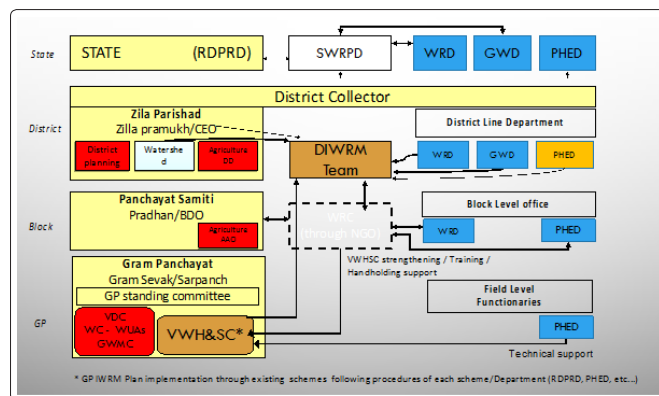 State
STATE (RDPRD)
SWRPD
WRD
GWD
PHED
District Collector
District
Zila Parishad
Zilla pramukh/CEO
District
planning
Watershe
d
Agricultura
DD
DIWRM
Team
District Line Department
WRD
GWD
PHED
Block
Panchayat Samiti
Pradhan/BDO
Agricultura
AAO
WRC
(through NGO)
Block Level office
WRD
PHED
VWHSC strengthening / Training /
Handholding support
GP
Gram Panchayat
Gram Sevak/Sarpanch
GP standing committee
VDC
WC - WUAs
GWMC
VWH&SC*
Field Level
Functionaries
PHED
Technical support
* GP IWRM Plan implementation through existing schemes following procedures of each scheme/Department (RDPRD, PHED, etc...)